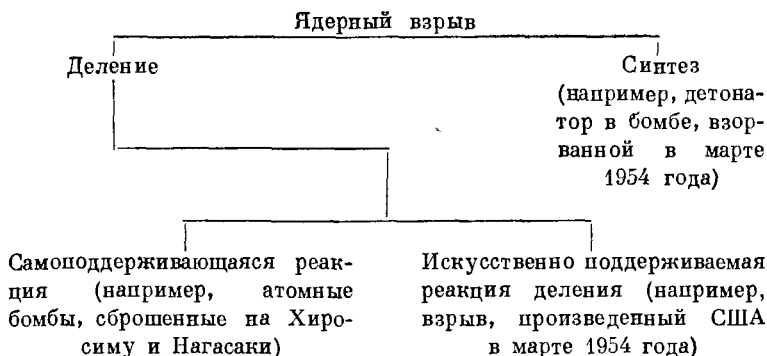 Ядерный взрыв
Деление
Синтез
(например, детона-
тор в бомбе, взор-
ванной в марте
1954 года)
Самоподдерживающаяся реак-
ция (например, атомные
бомбы, сброшенные на Хиро-
симу и Нагасаки)
Искусственно поддерживаемая
реакция деления (например,
взрыв, произведенный США
в марте 1954 года)